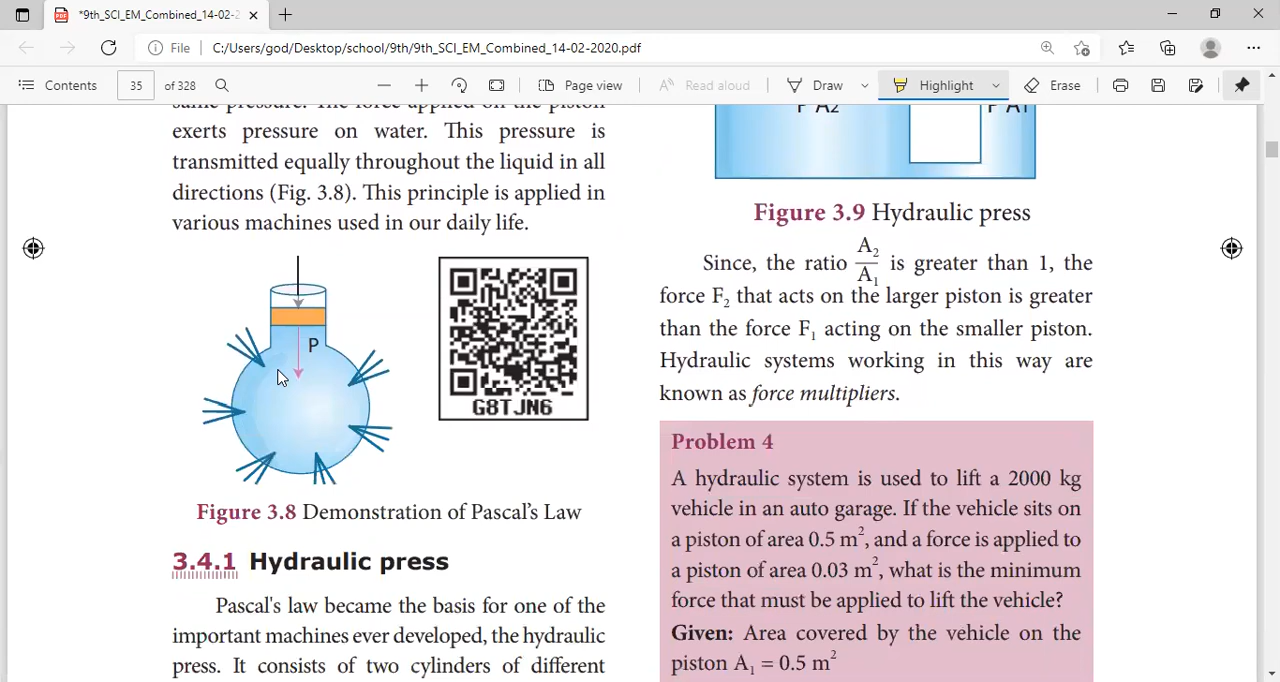 *9th_SCI_EM_Combined_14-02-2
File
C:/Users/god/Desktop/school/9th/9th_SCI_EM_Combined_14-02-2020.pdf
Contents
35
of 328
Page view
Read aloud
Draw
Highlight
Erase
same pressure. The force applied on the piston
exerts pressure on water. This pressure is
transmitted equally throughout the liquid in all
directions (Fig. 3.8). This principle is applied in
various machines used in our daily life.
P
G8TJN6
Figure 3.8 Demonstration of Pascal's Law
3.4.1 Hydraulic press
Pascal's law became the basis for one of the
important machines ever developed, the hydraulic
press. It consists of two cylinders of different
P A2
P A1
Figure 3.9 Hydraulic press
Since, the ratio A₂/A₁ is greater than 1, the
force F₂ that acts on the larger piston is greater
than the force F₁ acting on the smaller piston.
Hydraulic systems working in this way are
known as force multipliers.
Problem 4
A hydraulic system is used to lift a 2000 kg
vehicle in an auto garage. If the vehicle sits on
a piston of area 0.5 m², and a force is applied to
a piston of area 0.03 m², what is the minimum
force that must be applied to lift the vehicle?
Given: Area covered by the vehicle on the
piston A₁ = 0.5 m²